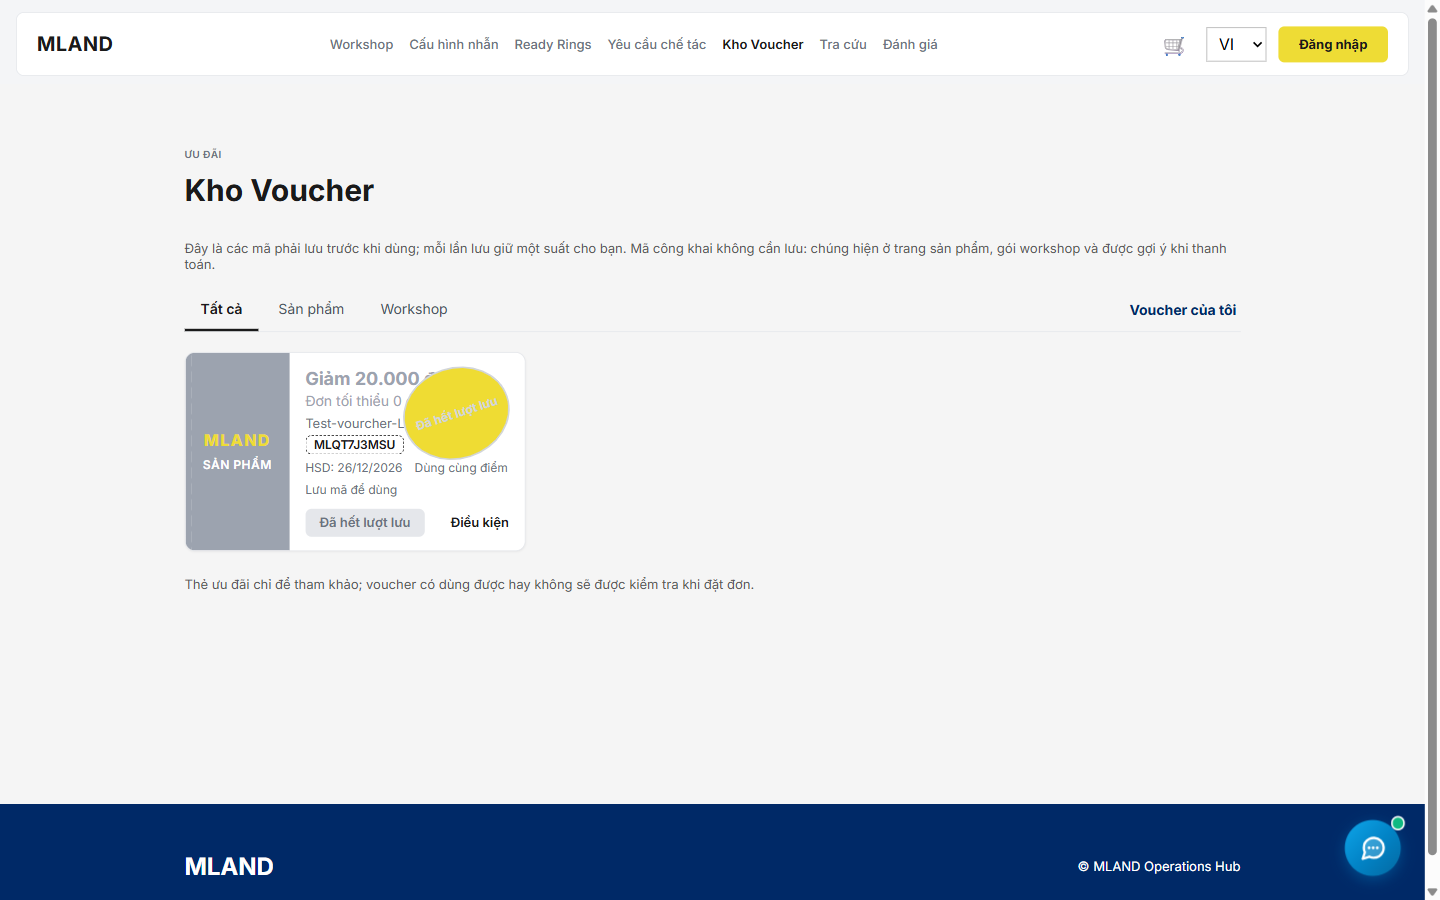 MLAND
Workshop
Cấu hình nhẫn
Ready Rings
Yêu cầu chế tác
Kho Voucher
Tra cứu
Đánh giá
VI
Đăng nhập
ƯU ĐÃI
Kho Voucher
Đây là các mã phải lưu trước khi dùng; mỗi lần lưu giữ một suất cho bạn. Mã công khai không cần lưu: chúng hiện ở trang sản phẩm, gói workshop và được gợi ý khi thanh
toán.
Tất cả
Sản phẩm
Workshop
Voucher của tôi
MLAND
SẢN PHẨM
Giảm 20.000
Đơn tối thiểu 0
Test-vourcher-L
Đã hết lượt lưu
MLQT7J3MSU
HSD: 26/12/2026
Dùng cùng điểm
Lưu mã để dùng
Đã hết lượt lưu
Điều kiện
Thẻ ưu đãi chỉ để tham khảo; voucher có dùng được hay không sẽ được kiểm tra khi đặt đơn.
MLAND
© MLAND Operations Hub